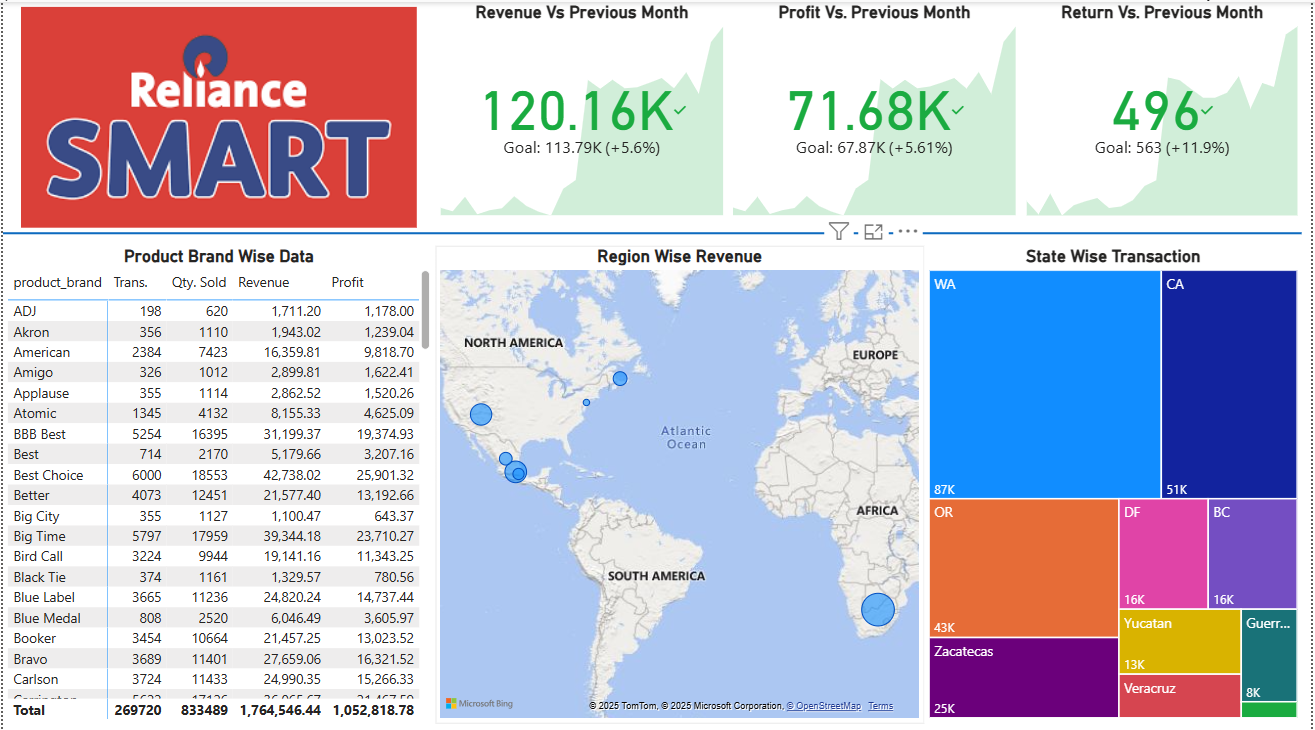 Reliance
SMART
Revenue Vs Previous Month
120.16K
Goal: 113.79K (+5.6%)
Profit Vs. Previous Month
71.68K
Goal: 67.87K (+5.61%)
Return Vs. Previous Month
496
Goal: 563 (+11.9%)
Product Brand Wise Data
product_brand Trans. Qty. Sold Revenue Profit
ADJ 198 620 1,711.20 1,178.00
Akron 356 1110 1,943.02 1,239.04
American 2384 7423 16,359.81 9,818.70
Amigo 326 1012 2,899.81 1,622.41
Applause 355 1114 2,862.52 1,520.26
Atomic 1345 4132 8,155.33 4,625.09
BBB Best 5254 16395 31,199.37 19,374.93
Best 714 2170 5,179.66 3,207.16
Best Choice 6000 18553 42,738.02 25,901.32
Better 4073 12451 21,577.40 13,192.66
Big City 355 1127 1,100.47 643.37
Big Time 5797 17959 39,344.18 23,710.27
Bird Call 3224 9944 19,141.16 11,343.25
Black Tie 374 1161 1,329.57 780.56
Blue Label 3665 11236 24,820.24 14,737.44
Blue Medal 808 2520 6,046.49 3,605.97
Booker 3454 10664 21,457.25 13,023.52
Bravo 3689 11401 27,659.06 16,321.52
Carlson 3724 11433 24,990.35 15,266.33
Total 269720 833489 1,764,546.44 1,052,818.78
Region Wise Revenue
NORTH AMERICA
EUROPE
Atlantic
Ocean
AFRICA
SOUTH AMERICA
Microsoft Bing
© 2025 TomTom, © 2025 Microsoft Corporation, © OpenStreetMap Terms
State Wise Transaction
WA
87K
CA
51K
OR
43K
DF
16K
BC
16K
Zacatecas
25K
Yucatan
13K
Veracruz
Guerr...
8K